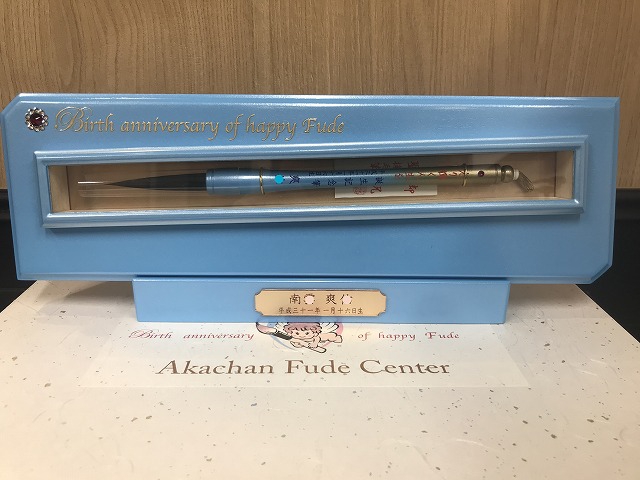 Birth anniversary of happy Fude
南 爽
平成三十一年一月十六日生
Birth anniversary of happy Fude
Akachan Fude Center